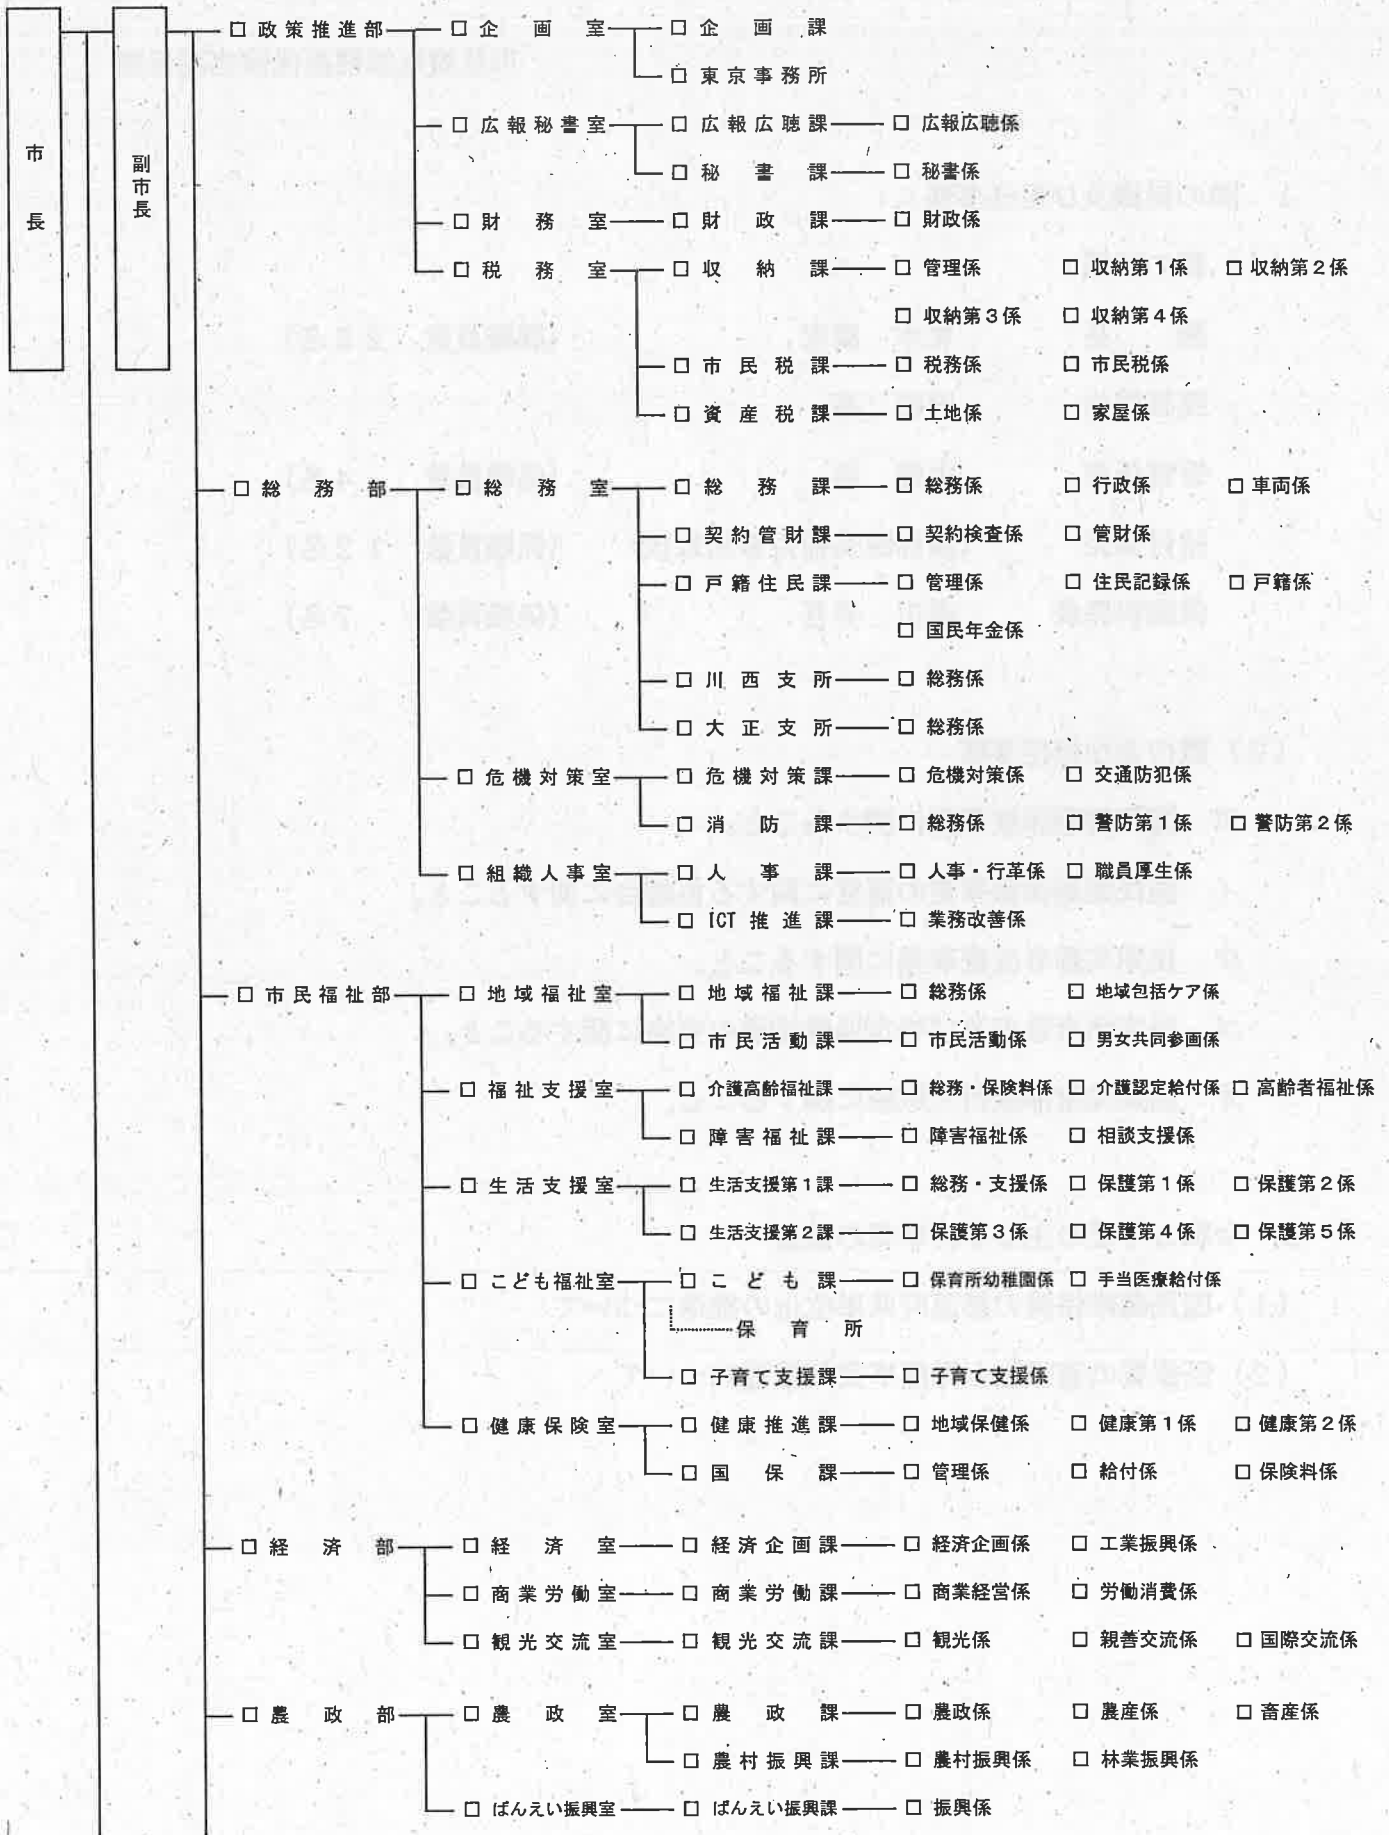 市長
副市長
□ 政策推進部 □ 企画室 □ 企画課
□ 東京事務所
□ 広報秘書室 □ 広報広聴課 □ 広報広聴係
□ 秘書課 □ 秘書係
□ 財務室 □ 財政課 □ 財政係
□ 税務室 □ 収納課 □ 管理係 □ 収納第1係 □ 収納第2係
□ 収納第3係 □ 収納第4係
□ 市民税課 □ 税務係 □ 市民税係
□ 資産税課 □ 土地係 □ 家屋係
□ 総務部 □ 総務室 □ 総務課 □ 総務係 □ 行政係 □ 車両係
□ 契約管財課 □ 契約検査係 □ 管財係
□ 戸籍住民課 □ 管理係 □ 住民記録係 □ 戸籍係
□ 国民年金係
□ 川西支所 □ 総務係
□ 大正支所 □ 総務係
□ 危機対策室 □ 危機対策課 □ 危機対策係 □ 交通防犯係
□ 消防課 □ 総務係 □ 警防第1係 □ 警防第2係
□ 組織人事室 □ 人事課 □ 人事・行革係 □ 職員厚生係
□ ICT推進課 □ 業務改善係
□ 市民福祉部 □ 地域福祉室 □ 地域福祉課 □ 総務係 □ 地域包括ケア係
□ 市民活動課 □ 市民活動係 □ 男女共同参画係
□ 福祉支援室 □ 介護高齢福祉課 □ 総務・保険料係 □ 介護認定給付係 □ 高齢者福祉係
□ 障害福祉課 □ 障害福祉係 □ 相談支援係
□ 生活支援室 □ 生活支援第1課 □ 総務・支援係 □ 保護第1係 □ 保護第2係
□ 生活支援第2課 □ 保護第3係 □ 保護第4係 □ 保護第5係
□ こども福祉室 □ こども課 □ 保育所幼稚園係 □ 手当医療給付係
保育所
□ 子育て支援課 □ 子育て支援係
□ 健康保険室 □ 健康推進課 □ 地域保健係 □ 健康第1係 □ 健康第2係
□ 国保課 □ 管理係 □ 給付係 □ 保険料係
□ 経済部 □ 経済室 □ 経済企画課 □ 経済企画係 □ 工業振興係
□ 商業労働室 □ 商業労働課 □ 商業経営係 □ 労働消費係
□ 観光交流室 □ 観光交流課 □ 観光係 □ 親善交流係 □ 国際交流係
□ 農政部 □ 農政室 □ 農政課 □ 農政係 □ 農産係 □ 畜産係
□ 農村振興課 □ 農村振興係 □ 林業振興係
□ ばんえい振興室 □ ばんえい振興課 □ 振興係